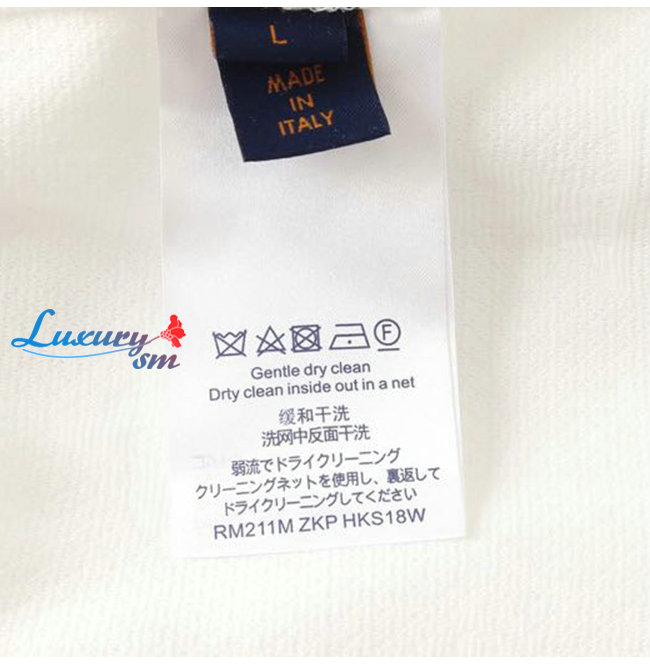 L
MADE
IN
ITALY
Luxury
sm
F
Gentle dry clean
Drty clean inside out in a net
缓和干洗
洗网中反面干洗
弱流でドライクリーニング
クリーニングネットを使用し、裏返して
ドライクリーニングしてください
RM211M ZKP HKS18W